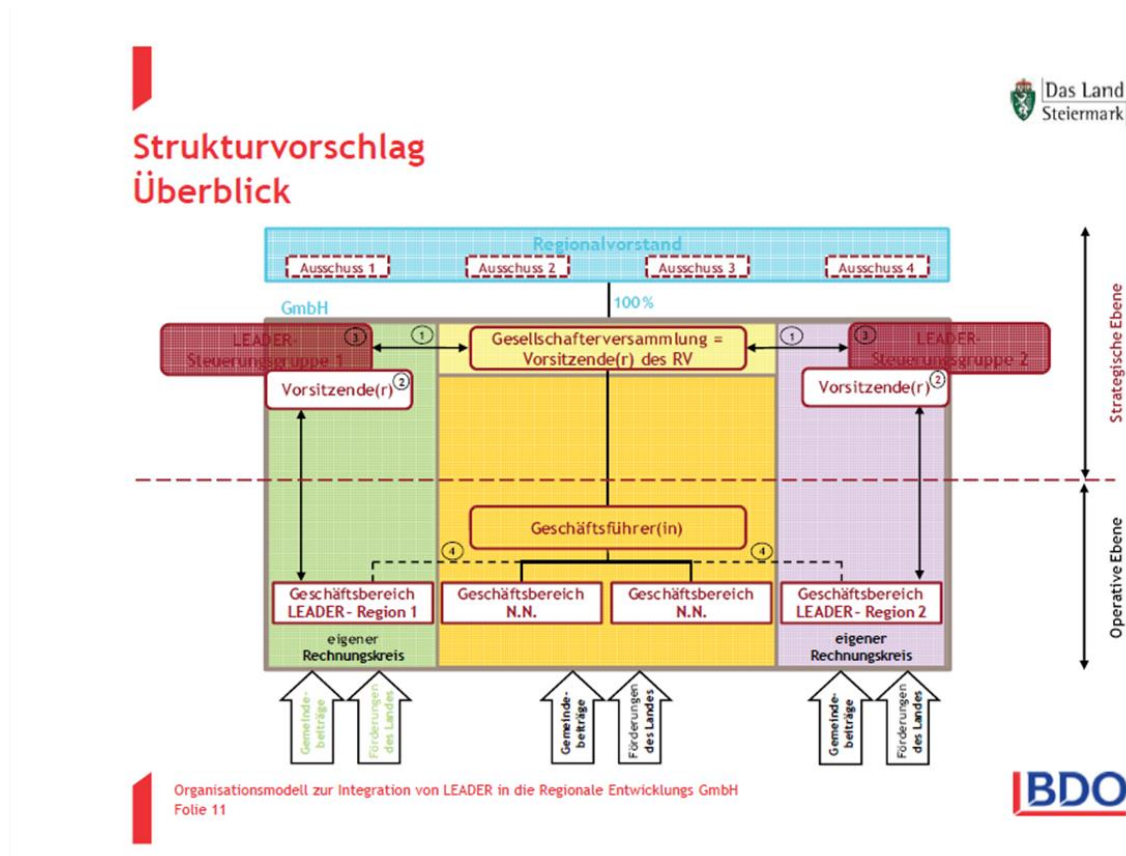 Das Land
Steiermark
Strukturvorschlag
Überblick
Regionalvorstand
Ausschuss 1
Ausschuss 2
Ausschuss 3
Ausschuss 4
GmbH
100%
LEADER-
Steuerungsgruppe 1
3
1
Gesellschafterversammlung =
Vorsitzende(r) des RV
1
3
LEADER-
Steuerungsgruppe 2
Vorsitzende(r)
2
Vorsitzende(r)
2
Strategische Ebene
Geschäftsführer(in)
4
4
Geschäftsbereich
LEADER- Region 1
Geschäftsbereich
N.N.
Geschäftsbereich
N.N.
Geschäftsbereich
LEADER- Region 2
Operative Ebene
eigener
Rechnungskreis
eigener
Rechnungskreis
Gemeinde-
beiträge
Förderungen
des Landes
Gemeinde-
beiträge
Förderungen
des Landes
Gemeinde-
beiträge
Förderungen
des Landes
Organisationsmodell zur Integration von LEADER in die Regionale Entwicklungs GmbH
Folie 11
BDO